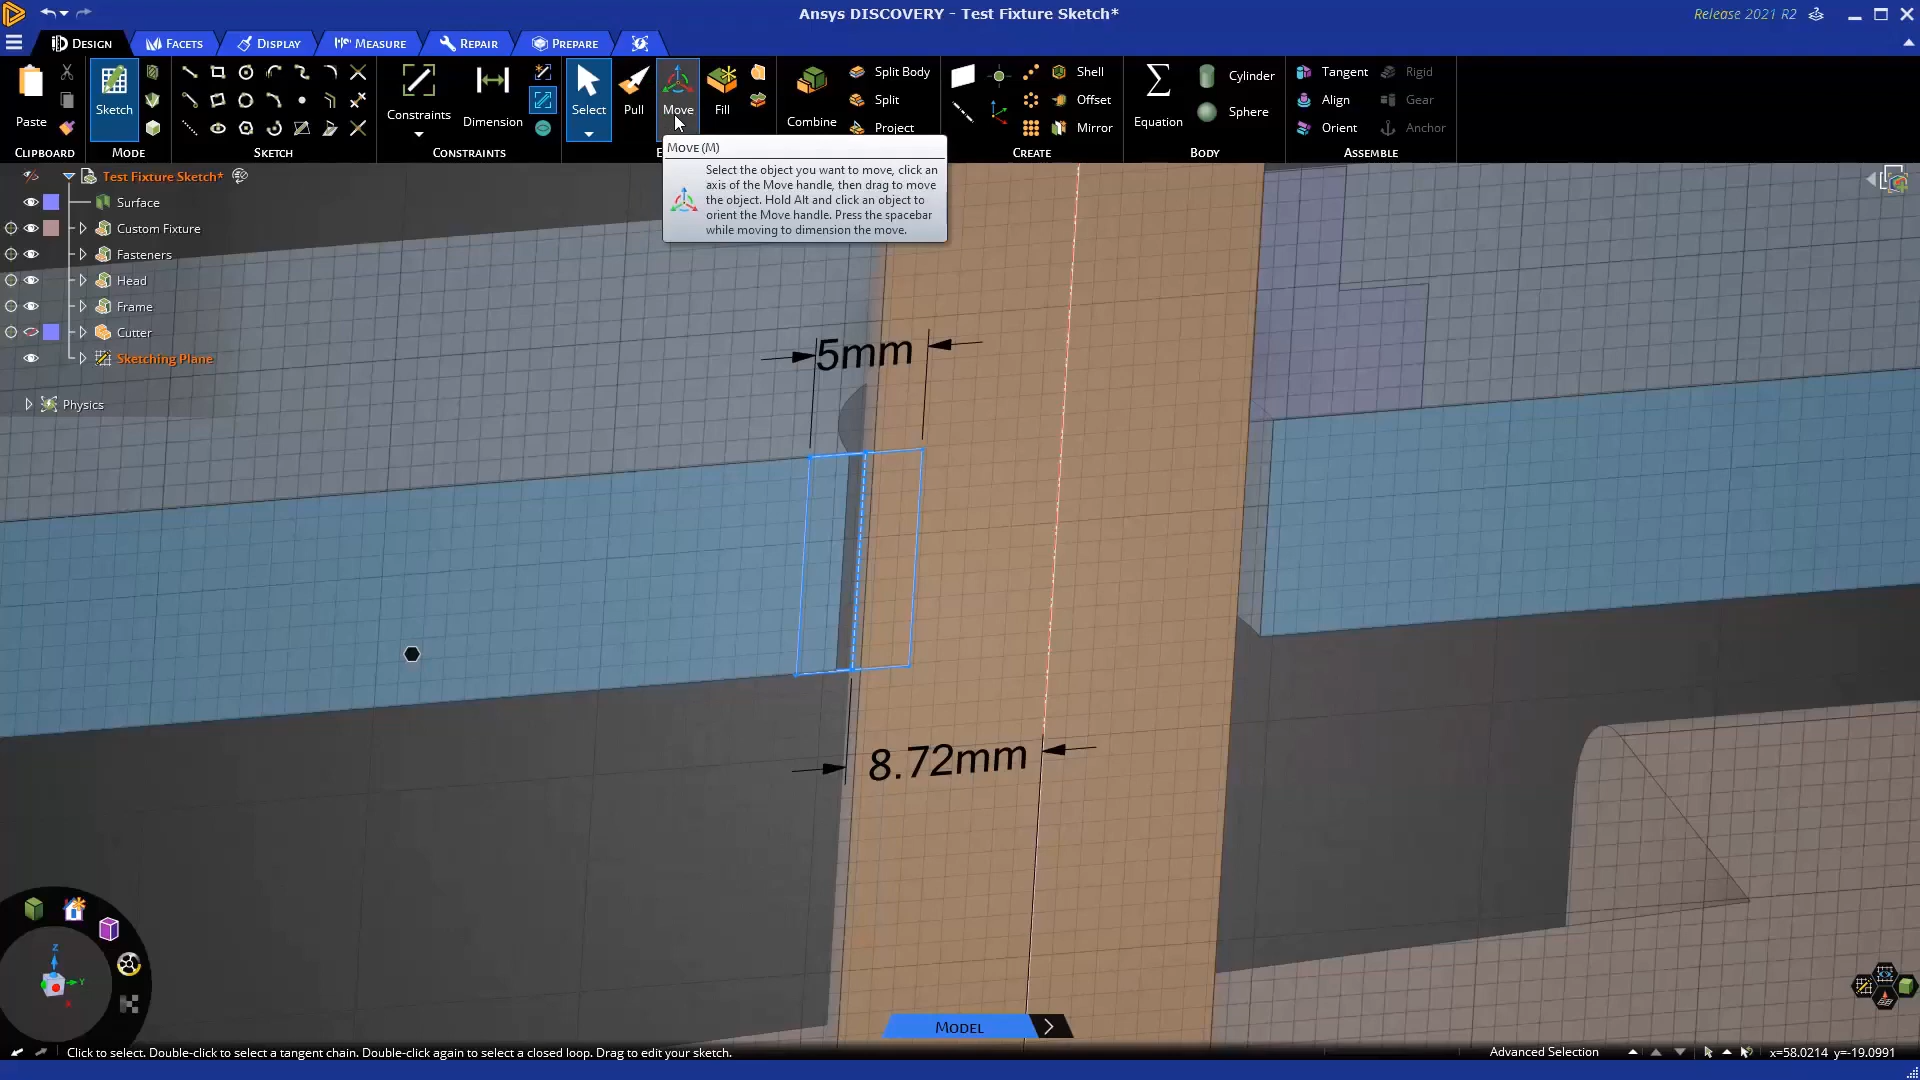 Ansys DISCOVERY - Test Fixture Sketch*
Release 2021 R2
DESIGN
FACETS
DISPLAY
MEASURE
REPAIR
PREPARE
Paste
Sketch
Constraints
Dimension
Select
Pull
Move
Fill
Combine
Split Body
Split
Project
Shell
Offset
Mirror
Equation
Cylinder
Sphere
Tangent
Align
Orient
Rigid
Gear
Anchor
CLIPBOARD
MODE
SKETCH
CONSTRAINTS
E
CREATE
BODY
ASSEMBLE
MOVE (M)
Select the object you want to move, click an
axis of the Move handle, then drag to move
the object. Hold Alt and click an object to
orient the Move handle. Press the spacebar
while moving to dimension the move.
Test Fixture Sketch*
Surface
Custom Fixture
Fasteners
Head
Frame
Cutter
Sketching Plane
Physics
5mm
8.72mm
Z
Y
MODEL
Click to select. Double-click to select a tangent chain. Double-click again to select a closed loop. Drag to edit your sketch.
Advanced Selection
x=58.0214 y=-19.0991